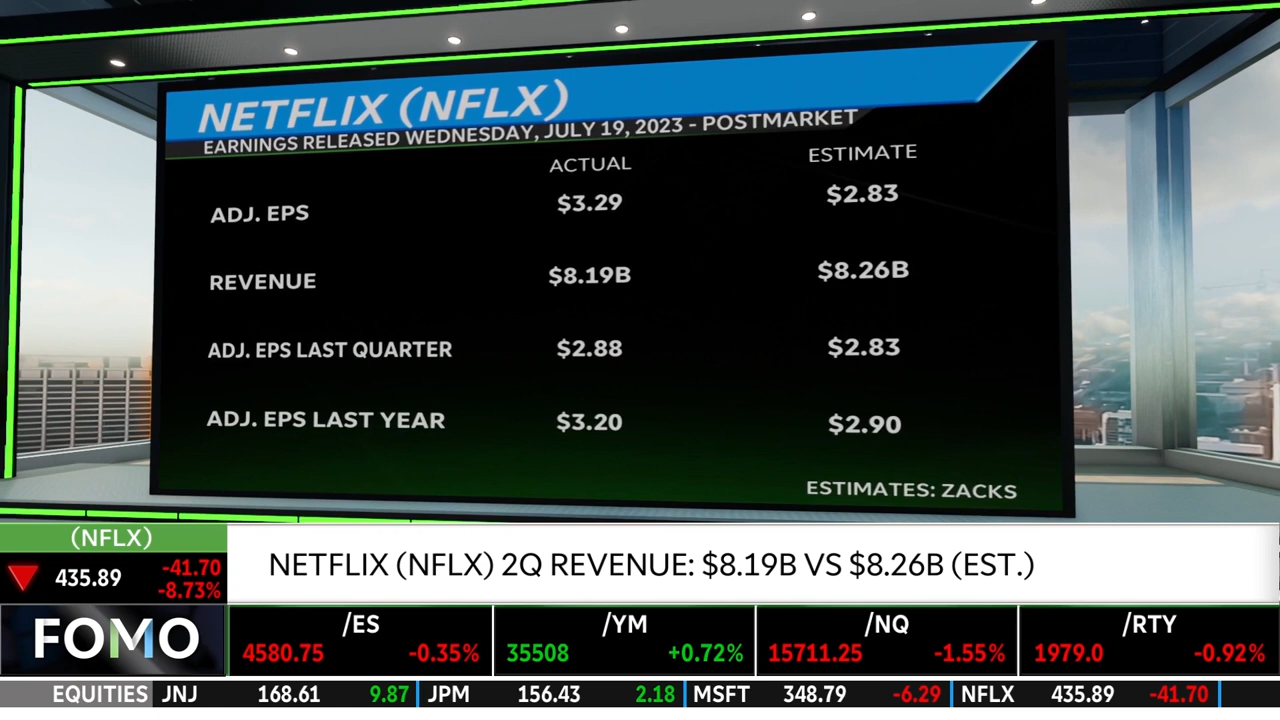 NETFLIX (NFLX)
EARNINGS RELEASED WEDNESDAY, JULY 19, 2023 - POSTMARKET
ACTUAL ESTIMATE
ADJ. EPS $3.29 $2.83
REVENUE $8.19B $8.26B
ADJ. EPS LAST QUARTER $2.88 $2.83
ADJ. EPS LAST YEAR $3.20 $2.90
ESTIMATES: ZACKS
(NFLX)
435.89 -41.70
-8.73%
NETFLIX (NFLX) 2Q REVENUE: $8.19B VS $8.26B (EST.)
FOMO
/ES /YM /NQ /RTY
4580.75 -0.35% 35508 +0.72% 15711.25 -1.55% 1979.0 -0.92%
EQUITIES JNJ 168.61 9.87 JPM 156.43 2.18 MSFT 348.79 -6.29 NFLX 435.89 -41.70